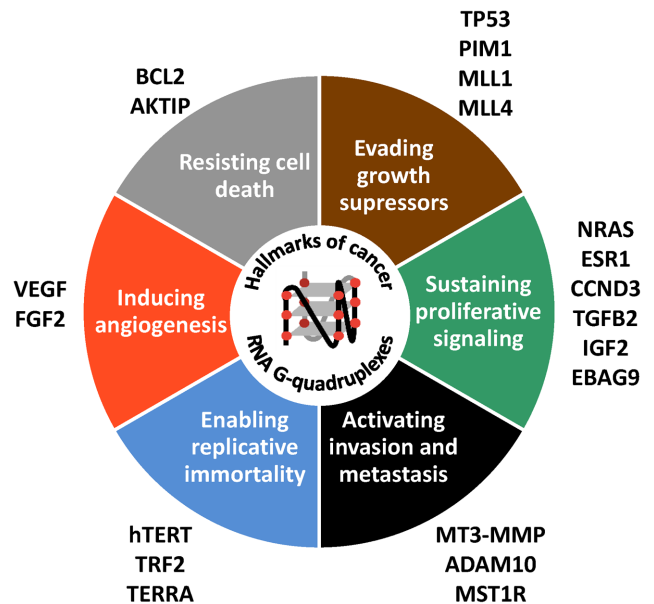 TP53
PIM1
MLL1
MLL4
BCL2
AKTIP
Resisting cell
death
Evading
growth
supressors
NRAS
ESR1
CCND3
TGFB2
IGF2
EBAG9
VEGF
FGF2
Inducing
angiogenesis
Hallmarks of cancer
RNA G-quadruplexes
Sustaining
proliferative
signaling
Enabling
replicative
immortality
Activating
invasion and
metastasis
hTERT
TRF2
TERRA
MT3-MMP
ADAM10
MST1R